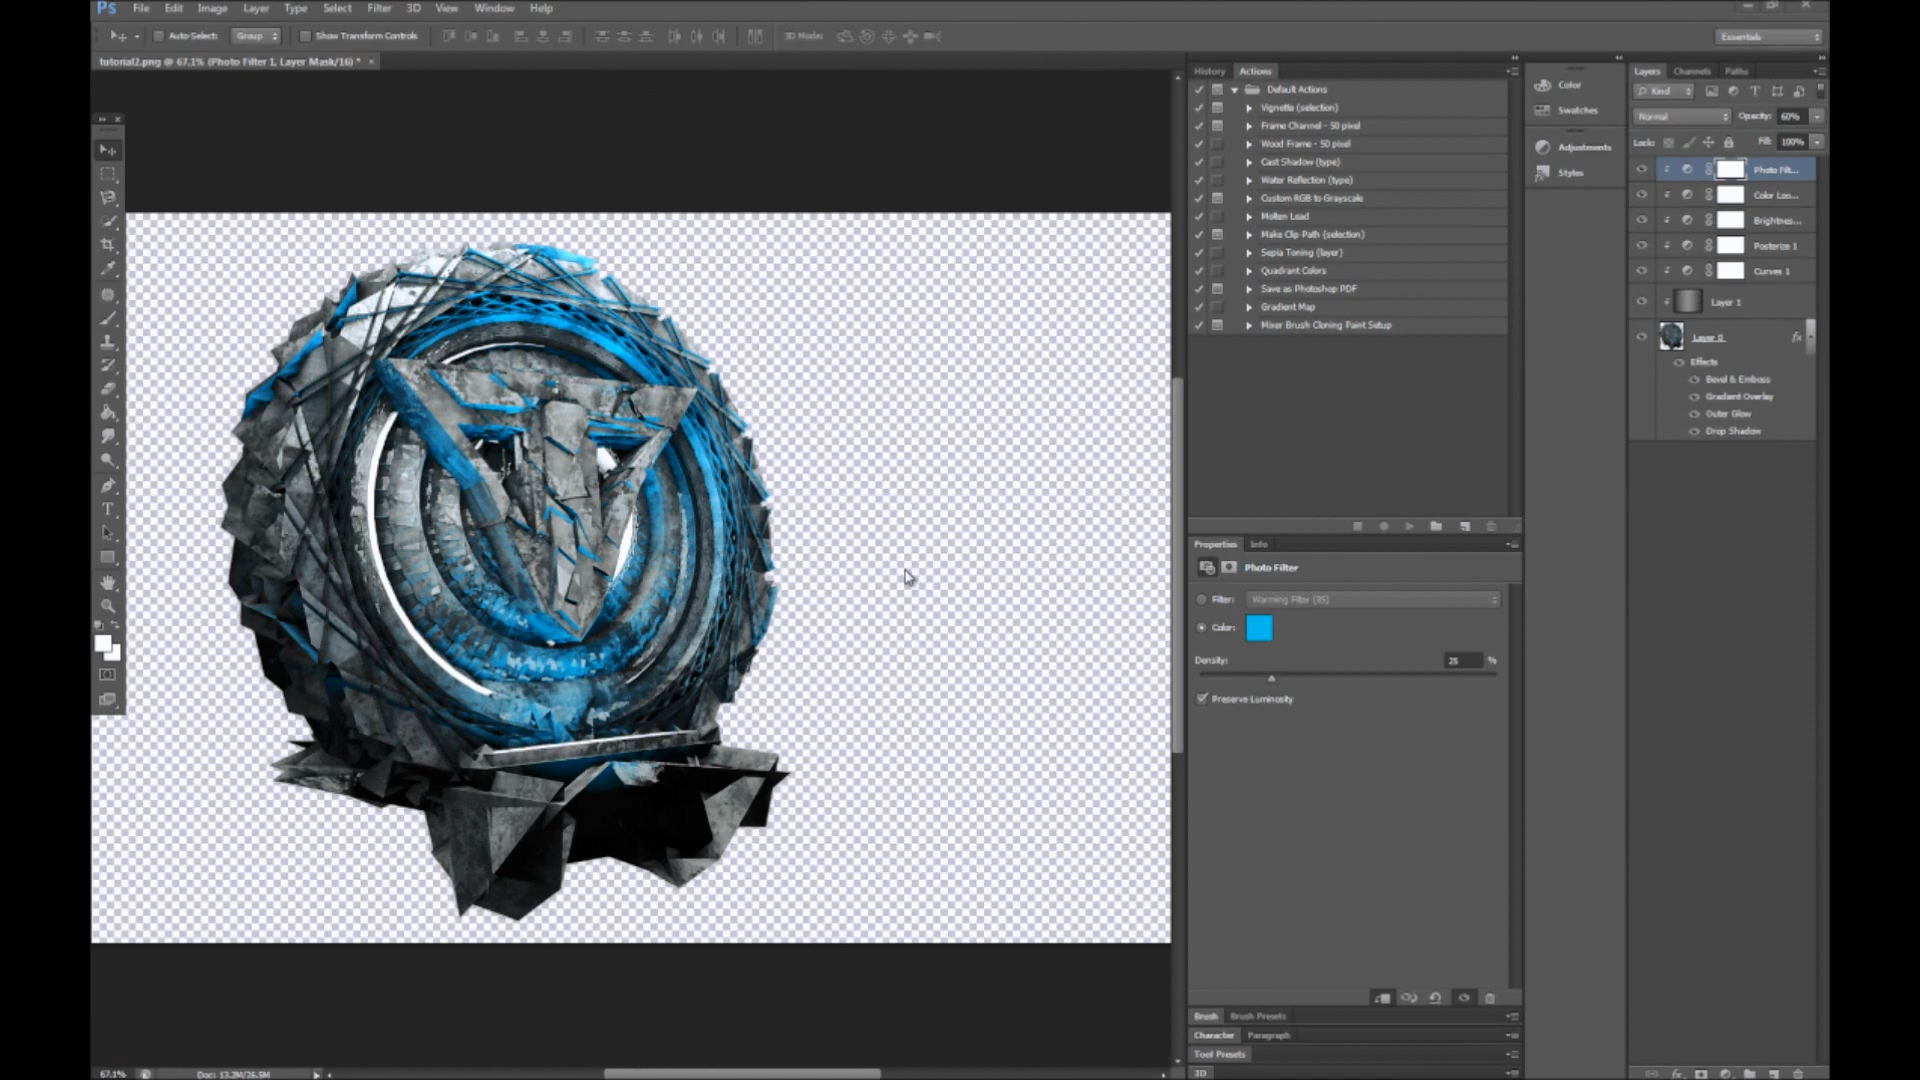 Ps File Edit Image Layer Type Select Filter 3D View Window Help
Auto-Select: Group Show Transform Controls 3D Mode: Essentials
tutorial2.png @ 67.1% (Photo Filter 1, Layer Mask/16) * ×
History Actions
Default Actions
Vignette (selection)
Frame Channel - 50 pixel
Wood Frame - 50 pixel
Cast Shadow (type)
Water Reflection (type)
Custom RGB to Grayscale
Molten Lead
Make Clip Path (selection)
Sepia Toning (layer)
Quadrant Colors
Save as Photoshop PDF
Gradient Map
Mixer Brush Cloning Paint Setup
Properties Info
Photo Filter
Filter: Warming Filter (85)
Color:
Density: 25 %
Preserve Luminosity
Brush Brush Presets
Character Paragraph
Tool Presets
3D
Color
Swatches
Adjustments
Styles
Layers Channels Paths
Kind
Normal Opacity: 60%
Lock: Fill: 100%
Photo Filt...
Color Loo...
Brightnes...
Posterize 1
Curves 1
Layer 1
Layer 0 fx
Effects
Bevel & Emboss
Gradient Overlay
Outer Glow
Drop Shadow
67.1% Doc: 13.2M/26.5M